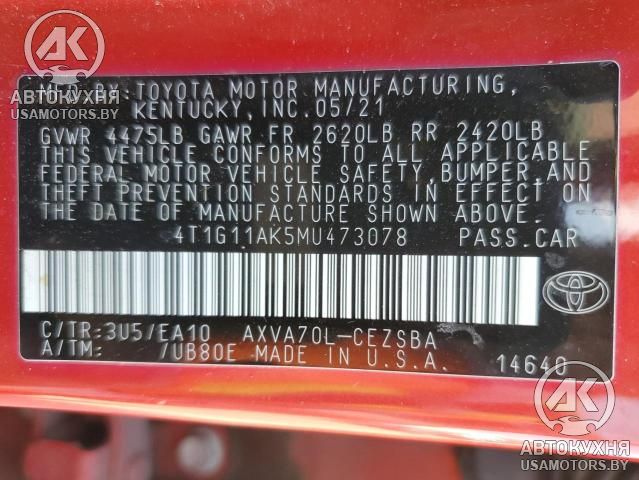 АК
АВТОКУХНЯ
USAMOTORS.BY
MFD.BY:TOYOTA MOTOR MANUFACTURING,
KENTUCKY,INC.05/21
GVWR 4475LB GAWR FR 2620LB RR 2420LB
THIS VEHICLE CONFORMS TO ALL APPLICABLE
FEDERAL MOTOR VEHICLE SAFETY,BUMPER,AND
THEFT PREVENTION STANDARDS IN EFFECT ON
THE DATE OF MANUFACTURE SHOWN ABOVE.
4T1G11AK5MU473078 PASS.CAR
C/TR:3U5/EA10 AXVA70L-CEZSBA
A/TM: /UB80E MADE IN U.S.A.
14640
АК
АВТОКУХНЯ
USAMOTORS.BY